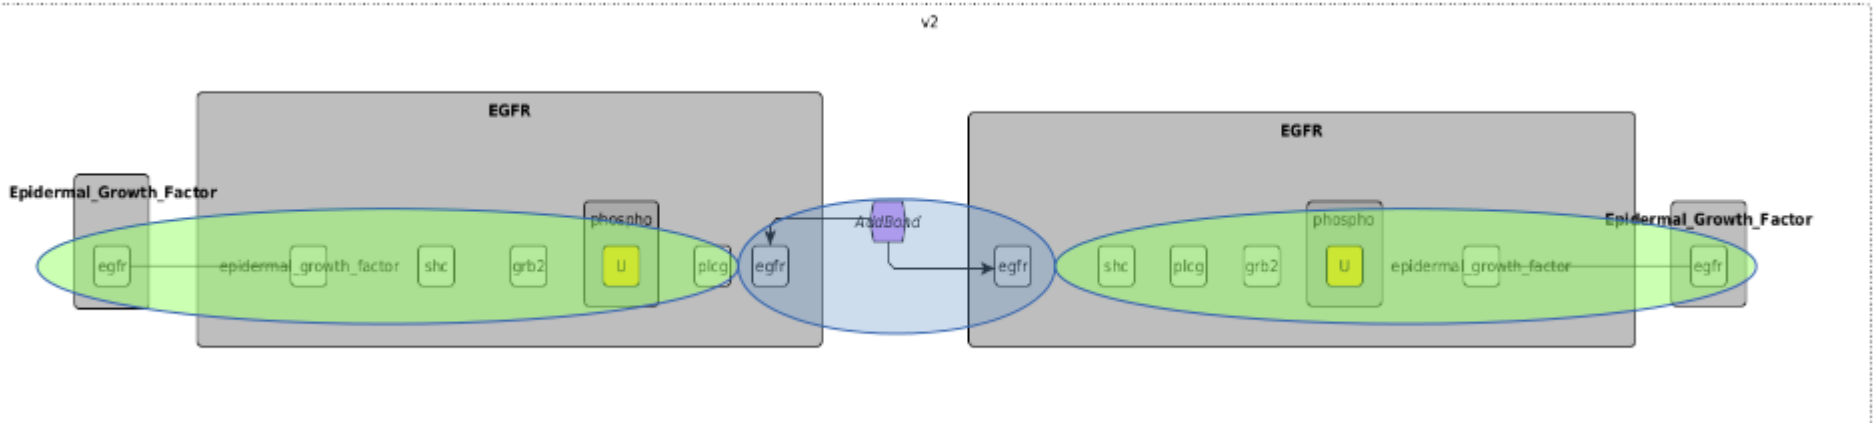 v2
EGFR
EGFR
Epidermal_Growth_Factor
phospho
AddBond
phospho
Epidermal_Growth_Factor
egfr
epidermal_growth_factor
shc
grb2
U
plcg
egfr
egfr
shc
plcg
grb2
U
epidermal_growth_factor
egfr